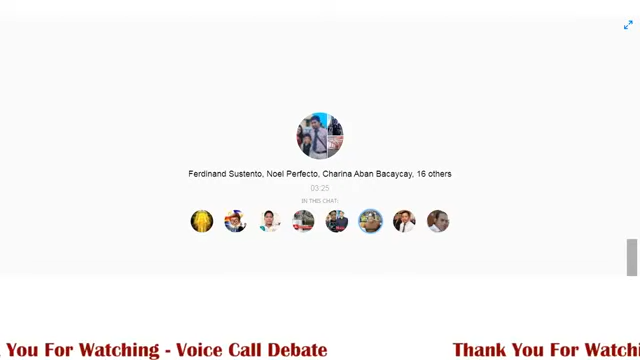 Ferdinand Sustento, Noel Perfecto, Charina Aban Bacaycay, 16 others
03:25
IN THIS CHAT:
You For Watching - Voice Call Debate Thank You For Watchi